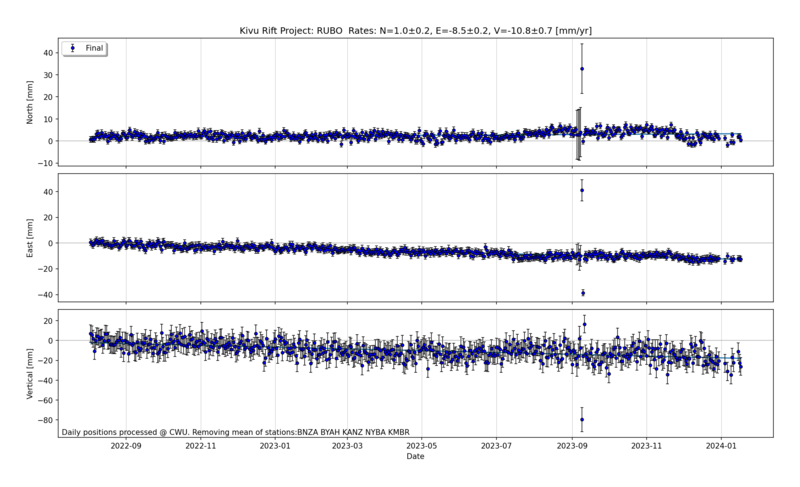 Kivu Rift Project: RUBO  Rates: N=1.0±0.2, E=-8.5±0.2, V=-10.8±0.7 [mm/yr]
Final
North [mm]
40
30
20
10
0
−10
East [mm]
40
20
0
−20
−40
Vertical [mm]
20
0
−20
−40
−60
−80
Daily positions processed @ CWU. Removing mean of stations:BNZA BYAH KANZ NYBA KMBR
2022-09 2022-11 2023-01 2023-03 2023-05 2023-07 2023-09 2023-11 2024-01
Date